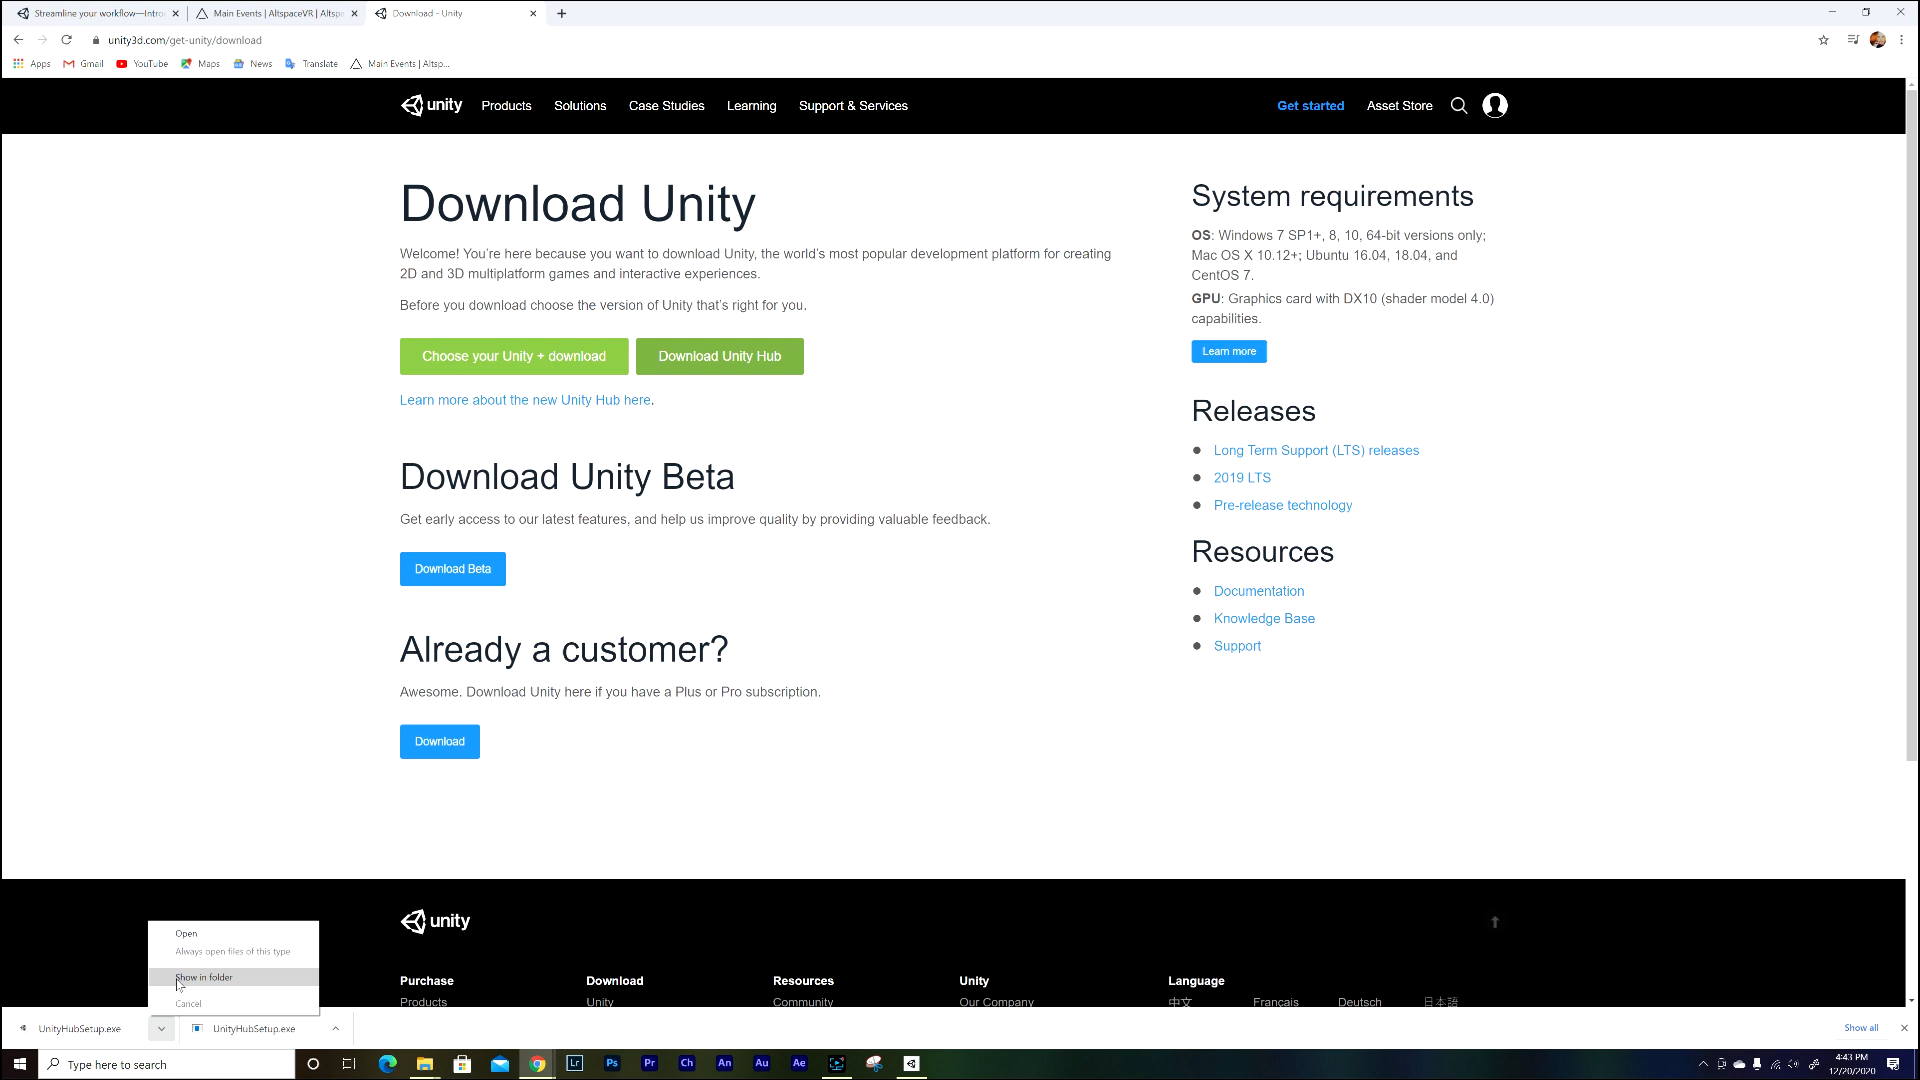 Streamline your workflow—Intro
Main Events | AltspaceVR | Altspa
Download - Unity
unity3d.com/get-unity/download
Apps
Gmail
YouTube
Maps
News
Translate
Main Events | Altsp...
unity
Products
Solutions
Case Studies
Learning
Support & Services
Get started
Asset Store
Download Unity
Welcome! You're here because you want to download Unity, the world's most popular development platform for creating
2D and 3D multiplatform games and interactive experiences.
Before you download choose the version of Unity that's right for you.
Choose your Unity + download
Download Unity Hub
Learn more about the new Unity Hub here.
Download Unity Beta
Get early access to our latest features, and help us improve quality by providing valuable feedback.
Download Beta
Already a customer?
Awesome. Download Unity here if you have a Plus or Pro subscription.
Download
System requirements
OS: Windows 7 SP1+, 8, 10, 64-bit versions only;
Mac OS X 10.12+; Ubuntu 16.04, 18.04, and
CentOS 7.
GPU: Graphics card with DX10 (shader model 4.0)
capabilities.
Learn more
Releases
Long Term Support (LTS) releases
2019 LTS
Pre-release technology
Resources
Documentation
Knowledge Base
Support
unity
Purchase
Download
Resources
Unity
Language
Products
Unity
Community
Our Company
中文
Français
Deutsch
日本語
Open
Always open files of this type
Show in folder
Cancel
UnityHubSetup.exe
UnityHubSetup.exe
Show all
Type here to search
Lr
Ps
Pr
Ch
An
Au
Ae
4:43 PM
12/20/2020